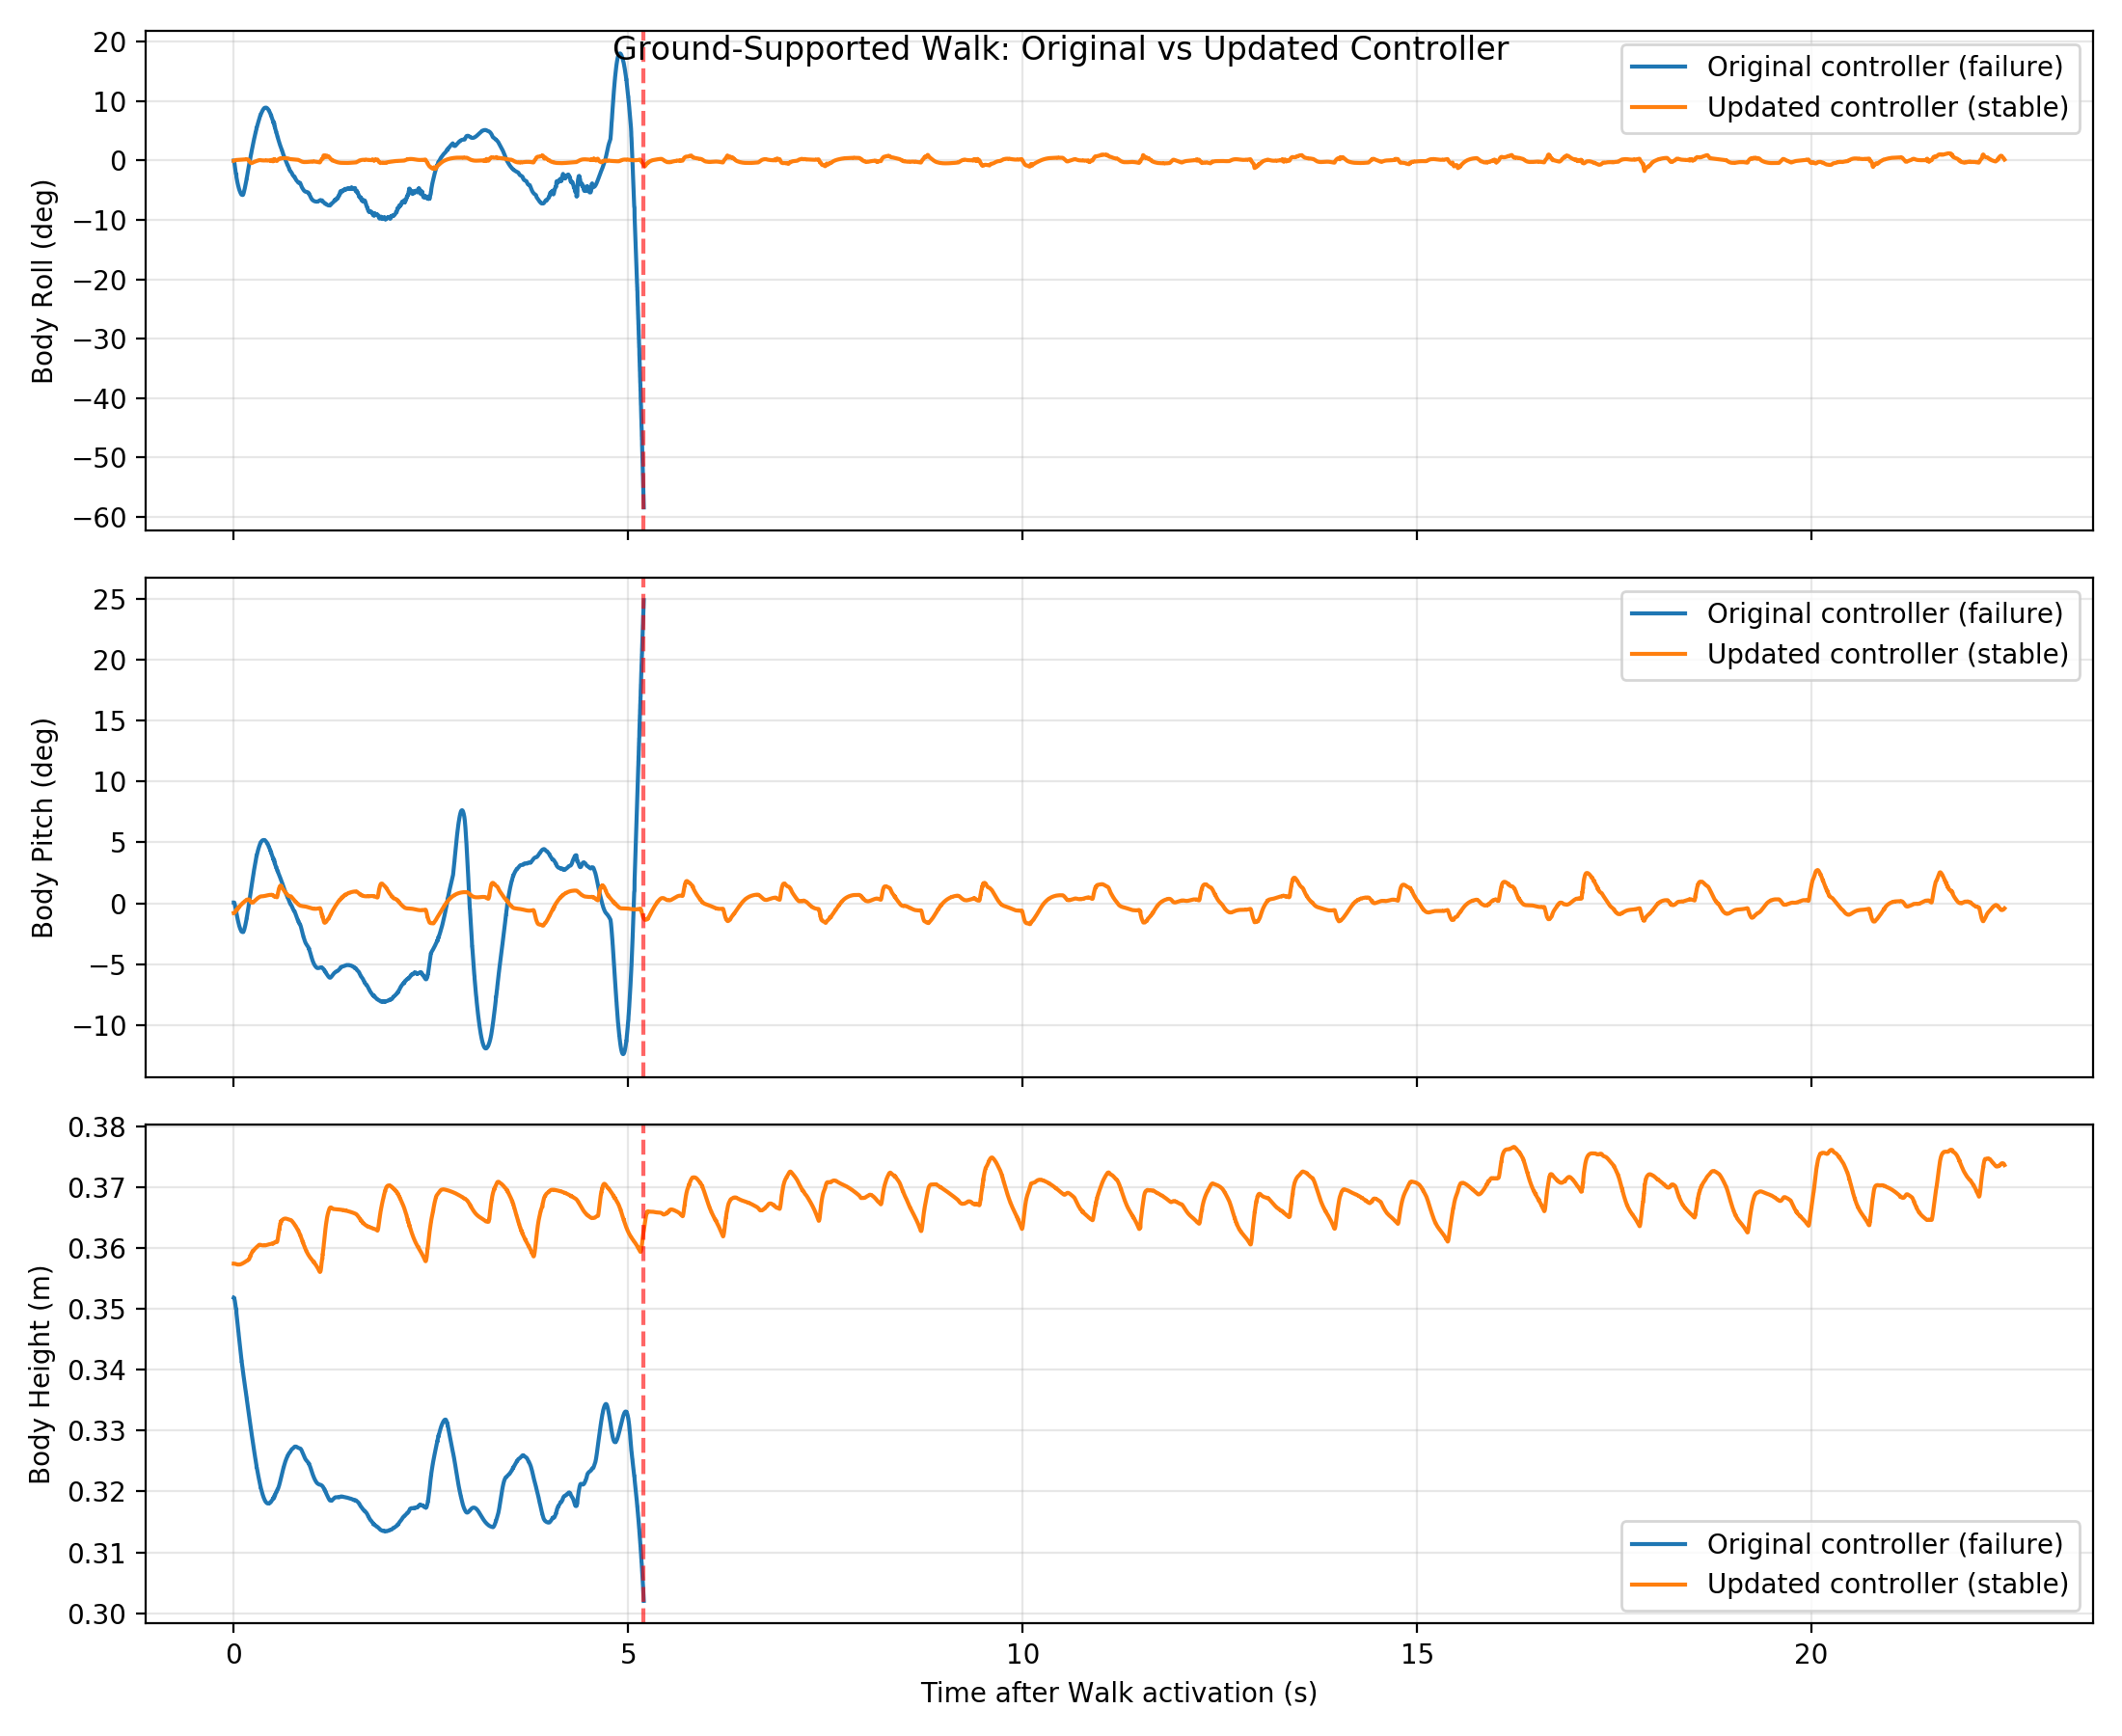 Ground-Supported Walk: Original vs Updated Controller
20
10
0
−10
−20
−30
−40
−50
−60
Body Roll (deg)
Original controller (failure)
Updated controller (stable)
25
20
15
10
5
0
−5
−10
Body Pitch (deg)
Original controller (failure)
Updated controller (stable)
0.38
0.37
0.36
0.35
0.34
0.33
0.32
0.31
0.30
Body Height (m)
Original controller (failure)
Updated controller (stable)
0 5 10 15 20
Time after Walk activation (s)